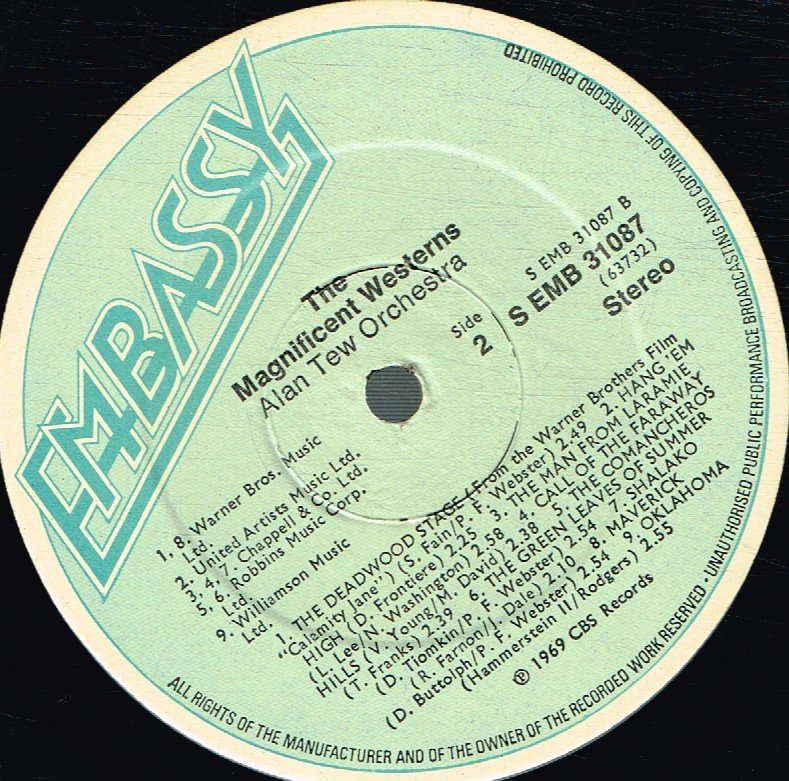 EMBASSY
The
Magnificent Westerns
Alan Tew Orchestra
Side
2
S EMB 31087 B
S EMB 31087
(63732)
Stereo
1, 8. Warner Bros. Music
Ltd.
2. United Artists Music Ltd.
3, 4, 7. Chappell & Co. Ltd.
5, 6. Robbins Music Corp.
Ltd.
9. Williamson Music
Ltd.
1. THE DEADWOOD STAGE (From the Warner Brothers Film
"Calamity Jane") (S. Fain/P. F. Webster) 2.49 2. HANG 'EM
HIGH (D. Frontiere) 2.25 3. THE MAN FROM LARAMIE
(L. Lee/N. Washington) 2.58 4. CALL OF THE FARAWAY
HILLS (V. Young/M. David) 2.38 5. THE COMANCHEROS
(T. Franks) 2.39 6. THE GREEN LEAVES OF SUMMER
(D. Tiomkin/P. F. Webster) 2.54 7. SHALAKO
(R. Farnon/J. Dale) 2.10 8. MAVERICK
(D. Buttolph/P. F. Webster) 2.54 9. OKLAHOMA
(Hammerstein II/Rodgers) 2.55
℗ 1969 CBS Records
ALL RIGHTS OF THE MANUFACTURER AND OF THE OWNER OF THE RECORDED WORK RESERVED • UNAUTHORISED PUBLIC PERFORMANCE BROADCASTING AND COPYING OF THIS RECORD PROHIBITED